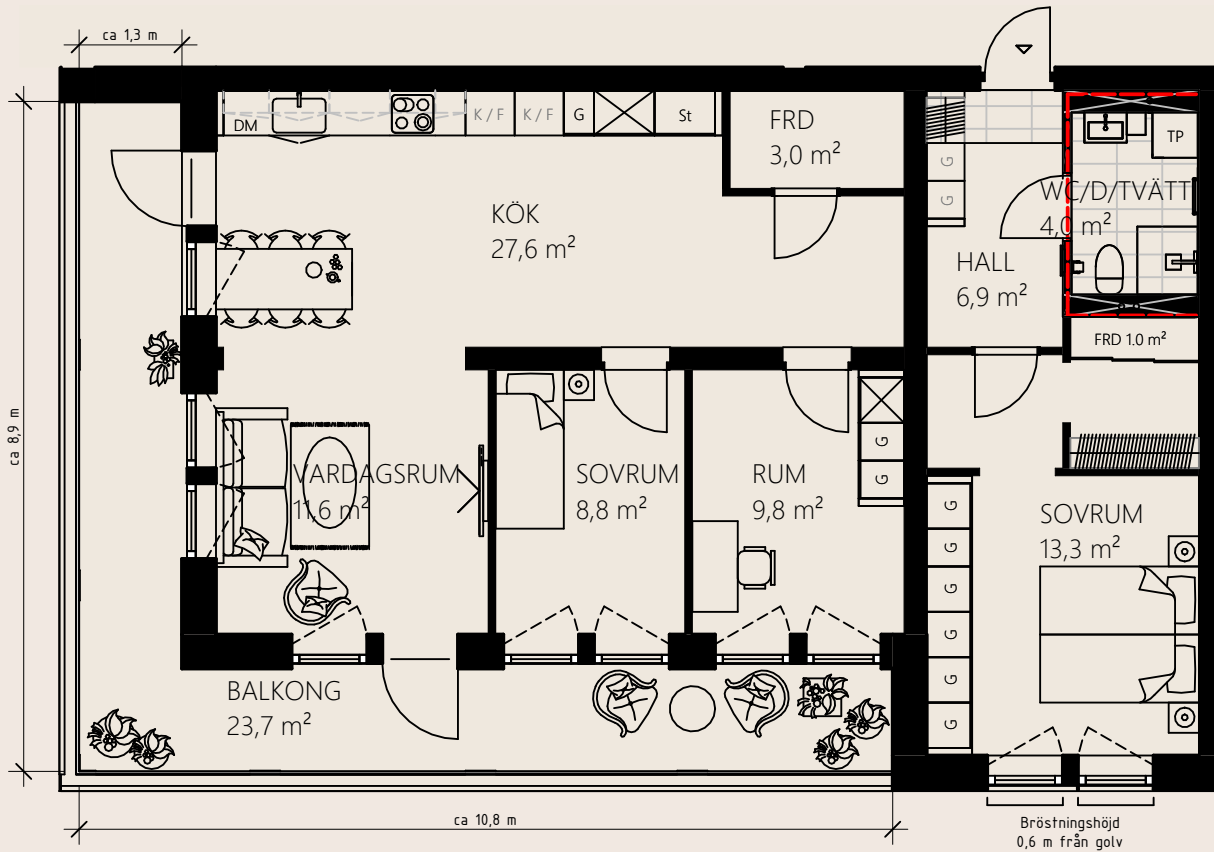 ca 1,3 m
DM
K/F
K/F
G
St
FRD
3,0 m²
TP
G
G
WC/D/TVÄTT
4,0 m²
KÖK
27,6 m²
HALL
6,9 m²
FRD 1.0 m²
ca 8,9 m
VARDAGSRUM
11,6 m²
SOVRUM
8,8 m²
RUM
9,8 m²
G
G
SOVRUM
13,3 m²
G
G
G
G
G
G
BALKONG
23,7 m²
ca 10,8 m
Bröstningshöjd
0,6 m från golv